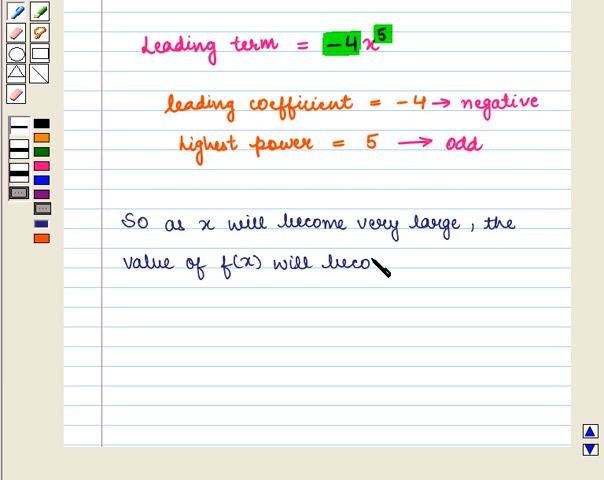 Leading term = -4x⁵
leading coefficient = -4 → negative
highest power = 5 → odd
So as x will become very large, the
value of f(x) will beco